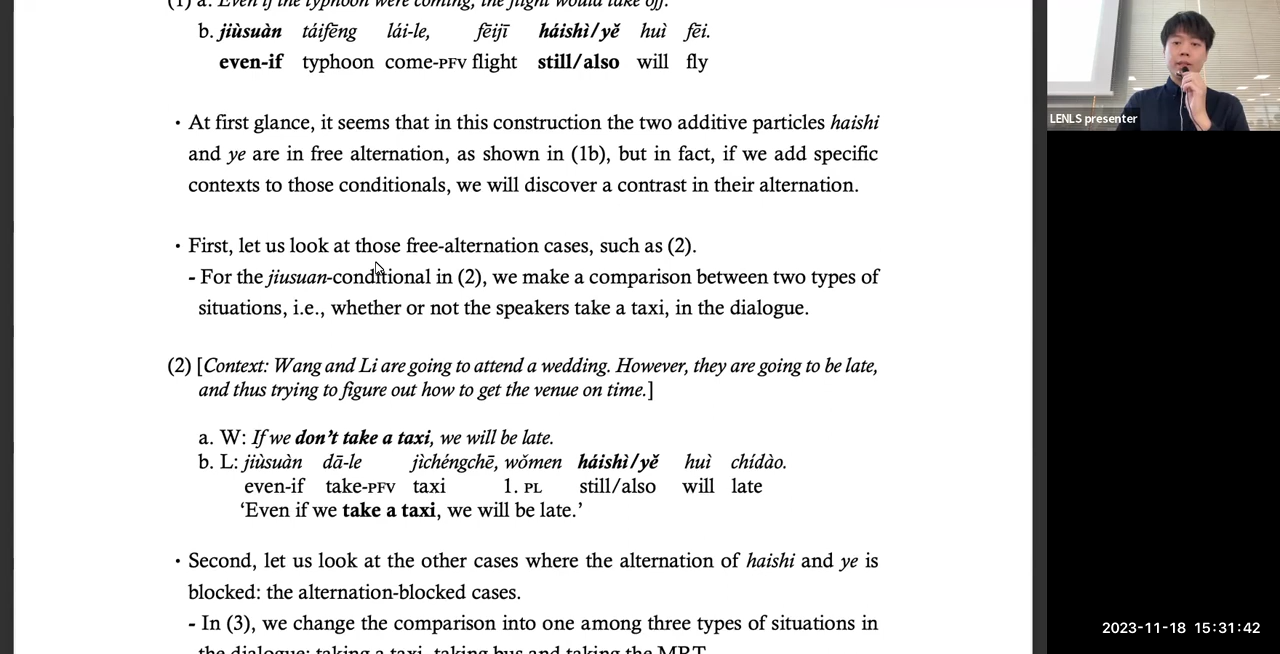 (1) a. Even if the typhoon were coming, the flight would take off.
b. jiùsuàn táifēng lái-le, fēijī háishì/yě huì fēi.
even-if typhoon come-PFV flight still/also will fly
· At first glance, it seems that in this construction the two additive particles haishi
and ye are in free alternation, as shown in (1b), but in fact, if we add specific
contexts to those conditionals, we will discover a contrast in their alternation.
· First, let us look at those free-alternation cases, such as (2).
- For the jiusuan-conditional in (2), we make a comparison between two types of
situations, i.e., whether or not the speakers take a taxi, in the dialogue.
(2) [Context: Wang and Li are going to attend a wedding. However, they are going to be late,
and thus trying to figure out how to get the venue on time.]
a. W: If we don't take a taxi, we will be late.
b. L: jiùsuàn dā-le jìchéngchē, wǒmen háishì/yě huì chídào.
even-if take-PFV taxi 1. PL still/also will late
‘Even if we take a taxi, we will be late.’
· Second, let us look at the other cases where the alternation of haishi and ye is
blocked: the alternation-blocked cases.
- In (3), we change the comparison into one among three types of situations in
the dialogue: taking a taxi, taking bus and taking the MRT.
LENLS presenter
2023-11-18 15:31:42